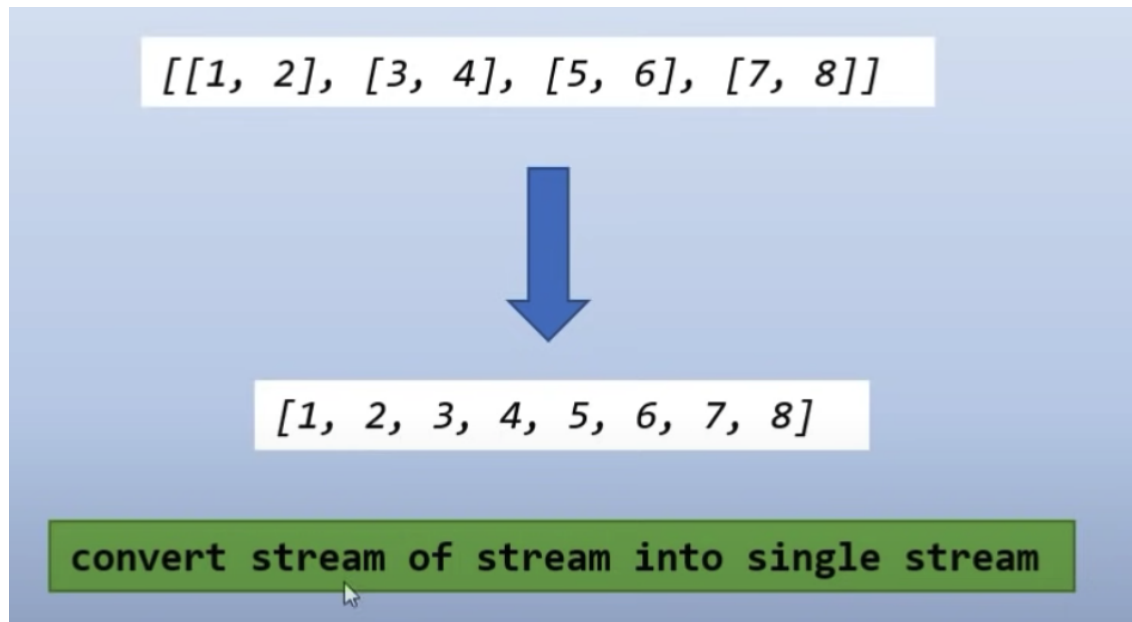 [[1, 2], [3, 4], [5, 6], [7, 8]]
[1, 2, 3, 4, 5, 6, 7, 8]
convert stream of stream into single stream